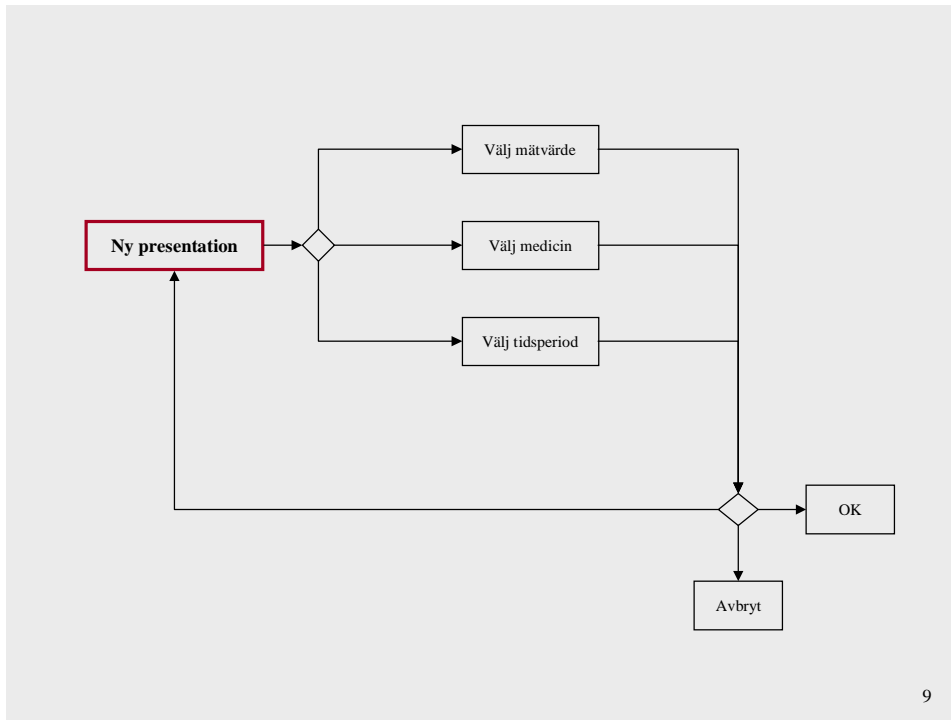 Välj mätvärde
Ny presentation
Välj medicin
Välj tidsperiod
OK
Avbryt
9